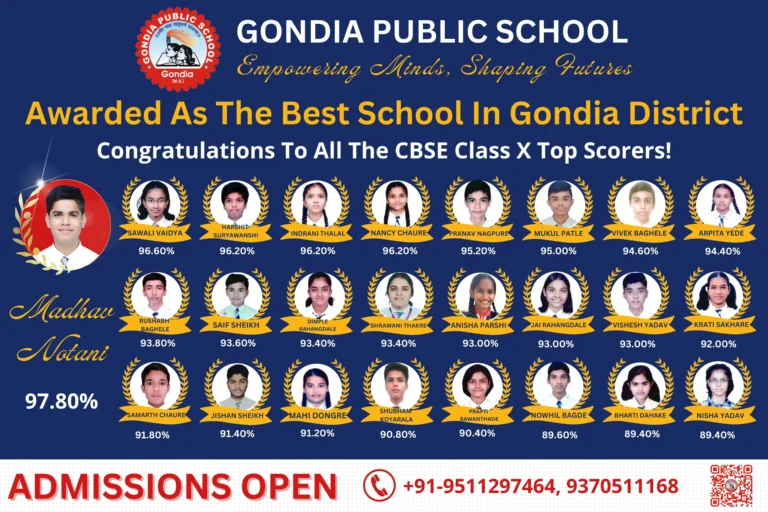 GONDIA PUBLIC SCHOOL
Gondia
(M.S.)
GONDIA PUBLIC SCHOOL
Empowering Minds, Shaping Futures
Awarded As The Best School In Gondia District
Congratulations To All The CBSE Class X Top Scorers!
Madhav
Notani
97.80%
SAWALI VAIDYA
96.60%
HARSHIT
SURYAWANSHI
96.20%
INDRANI THALAL
96.20%
NANCY CHAURE
96.20%
PRANAV NAGPURE
95.20%
MUKUL PATLE
95.00%
VIVEK BAGHELE
94.60%
ARPITA YEDE
94.40%
RUSHABH
BAGHELE
93.80%
SAIF SHEIKH
93.60%
DIMPLE
RAHANGDALE
93.40%
SHRAWANI THAKRE
93.40%
ANISHA PARSHI
93.00%
JAI RAHANGDALE
93.00%
VISHESH YADAV
93.00%
KRATI SAKHARE
92.00%
SAMARTH CHAURE
91.80%
JISHAN SHEIKH
91.40%
MAHI DONGRE
91.20%
SHUBHAM
KOYARALA
90.80%
PRAPTI
BAWANTHADE
90.40%
NOWHIL BAGDE
89.60%
BHARTI DAHAKE
89.40%
NISHA YADAV
89.40%
ADMISSIONS OPEN
+91-9511297464, 9370511168